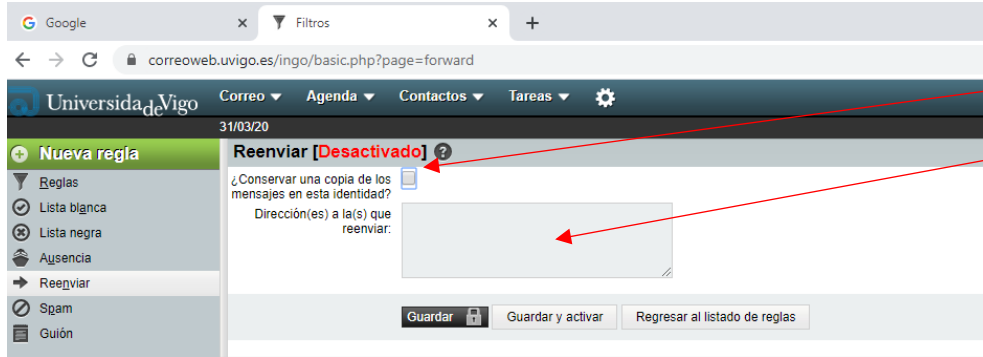 Google
Filtros
correoweb.uvigo.es/ingo/basic.php?page=forward
UniversidadeVigo
Correo Agenda Contactos Tareas
31/03/20
Nueva regla
Reenviar [Desactivado]
Reglas
¿Conservar una copia de los
mensajes en esta identidad?
Lista blanca
Dirección(es) a la(s) que
reenviar:
Lista negra
Ausencia
Reenviar
Spam
Guardar Guardar y activar Regresar al listado de reglas
Guión